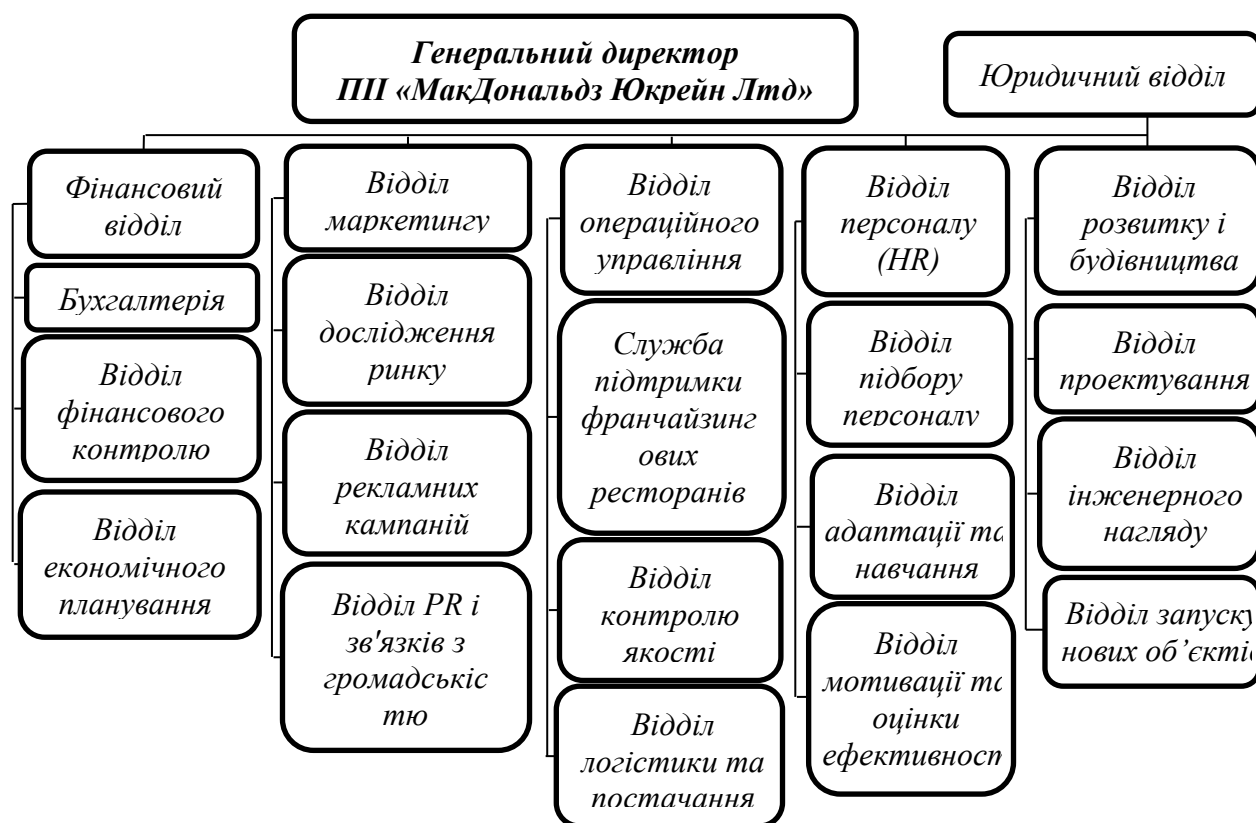 Генеральний директор
ПІІ «МакДональдз Юкрейн Лтд»
Юридичний відділ
Фінансовий
відділ
Бухгалтерія
Відділ
фінансового
контролю
Відділ
економічного
планування
Відділ
маркетингу
Відділ
дослідження
ринку
Відділ
рекламних
кампаній
Відділ PR і
зв'язків з
громадськіс
тю
Відділ
операційного
управління
Служба
підтримки
франчайзинг
ових
ресторанів
Відділ
контролю
якості
Відділ
логістики та
постачання
Відділ
персоналу
(HR)
Відділ
підбору
персоналу
Відділ
адаптації та
навчання
Відділ
мотивації та
оцінки
ефективност
Відділ
розвитку і
будівництва
Відділ
проектування
Відділ
інженерного
нагляду
Відділ запуску
нових об’єктів